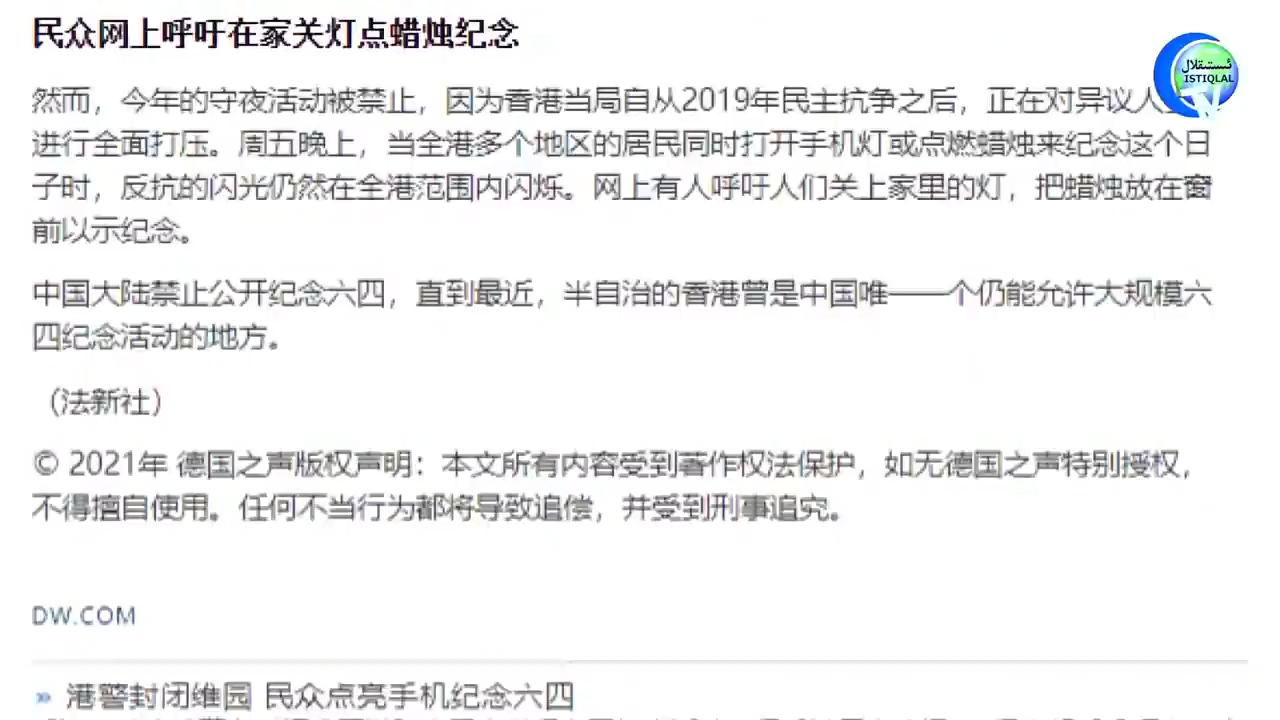 民众网上呼吁在家关灯点蜡烛纪念
ئىستىقلال
ISTIQLAL
然而，今年的守夜活动被禁止，因为香港当局自从2019年民主抗争之后，正在对异议人
进行全面打压。周五晚上，当全港多个地区的居民同时打开手机灯或点燃蜡烛来纪念这个日
子时，反抗的闪光仍然在全港范围内闪烁。网上有人呼吁人们关上家里的灯，把蜡烛放在窗
前以示纪念。
中国大陆禁止公开纪念六四，直到最近，半自治的香港曾是中国唯一一个仍能允许大规模六
四纪念活动的地方。
（法新社）
© 2021年 德国之声版权声明：本文所有内容受到著作权法保护，如无德国之声特别授权，
不得擅自使用。任何不当行为都将导致追偿，并受到刑事追究。
DW.COM
» 港警封闭维园 民众点亮手机纪念六四